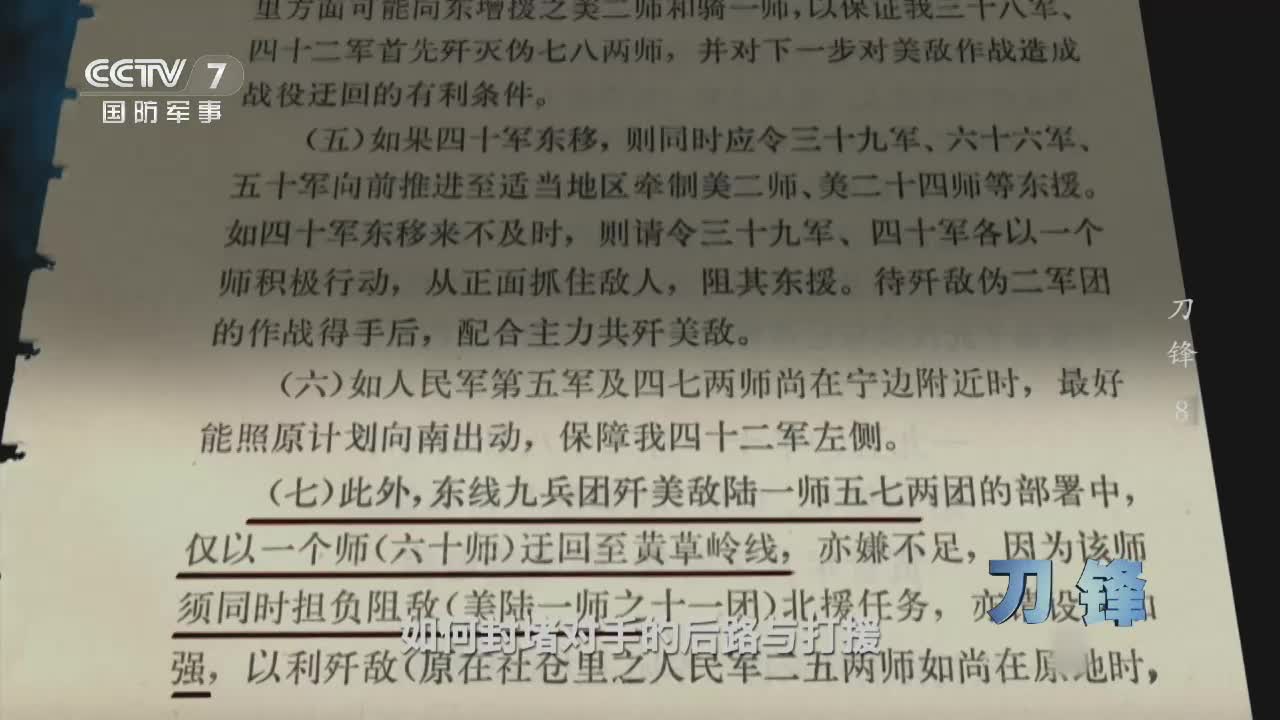 里方面可能向东增援之美二师和骑一师,以保证我三十八军、
CCTV 7
国防军事
四十二军首先歼灭伪七八两师,并对下一步对美敌作战造成
战役迂回的有利条件。
(五)如果四十军东移,则同时应令三十九军、六十六军、
五十军向前推进至适当地区牵制美二师、美二十四师等东援。
如四十军东移来不及时,则请令三十九军、四十军各以一个
师积极行动,从正面抓住敌人,阻其东援。待歼敌伪二军团
的作战得手后,配合主力共歼美敌。
(六)如人民军第五军及四七两师尚在宁边附近时,最好
能照原计划向南出动,保障我四十二军左侧。
(七)此外,东线九兵团歼美敌陆一师五七两团的部署中,
仅以一个师(六十师)迂回至黄草岭线,亦嫌不足,因为该师
须同时担负阻敌(美陆一师之十一团)北援任务,亦
强,以利歼敌(原在社仓里之人民军二五两师如尚在原地时,
刀锋 8
刀锋
如何封堵对手的后路与打援